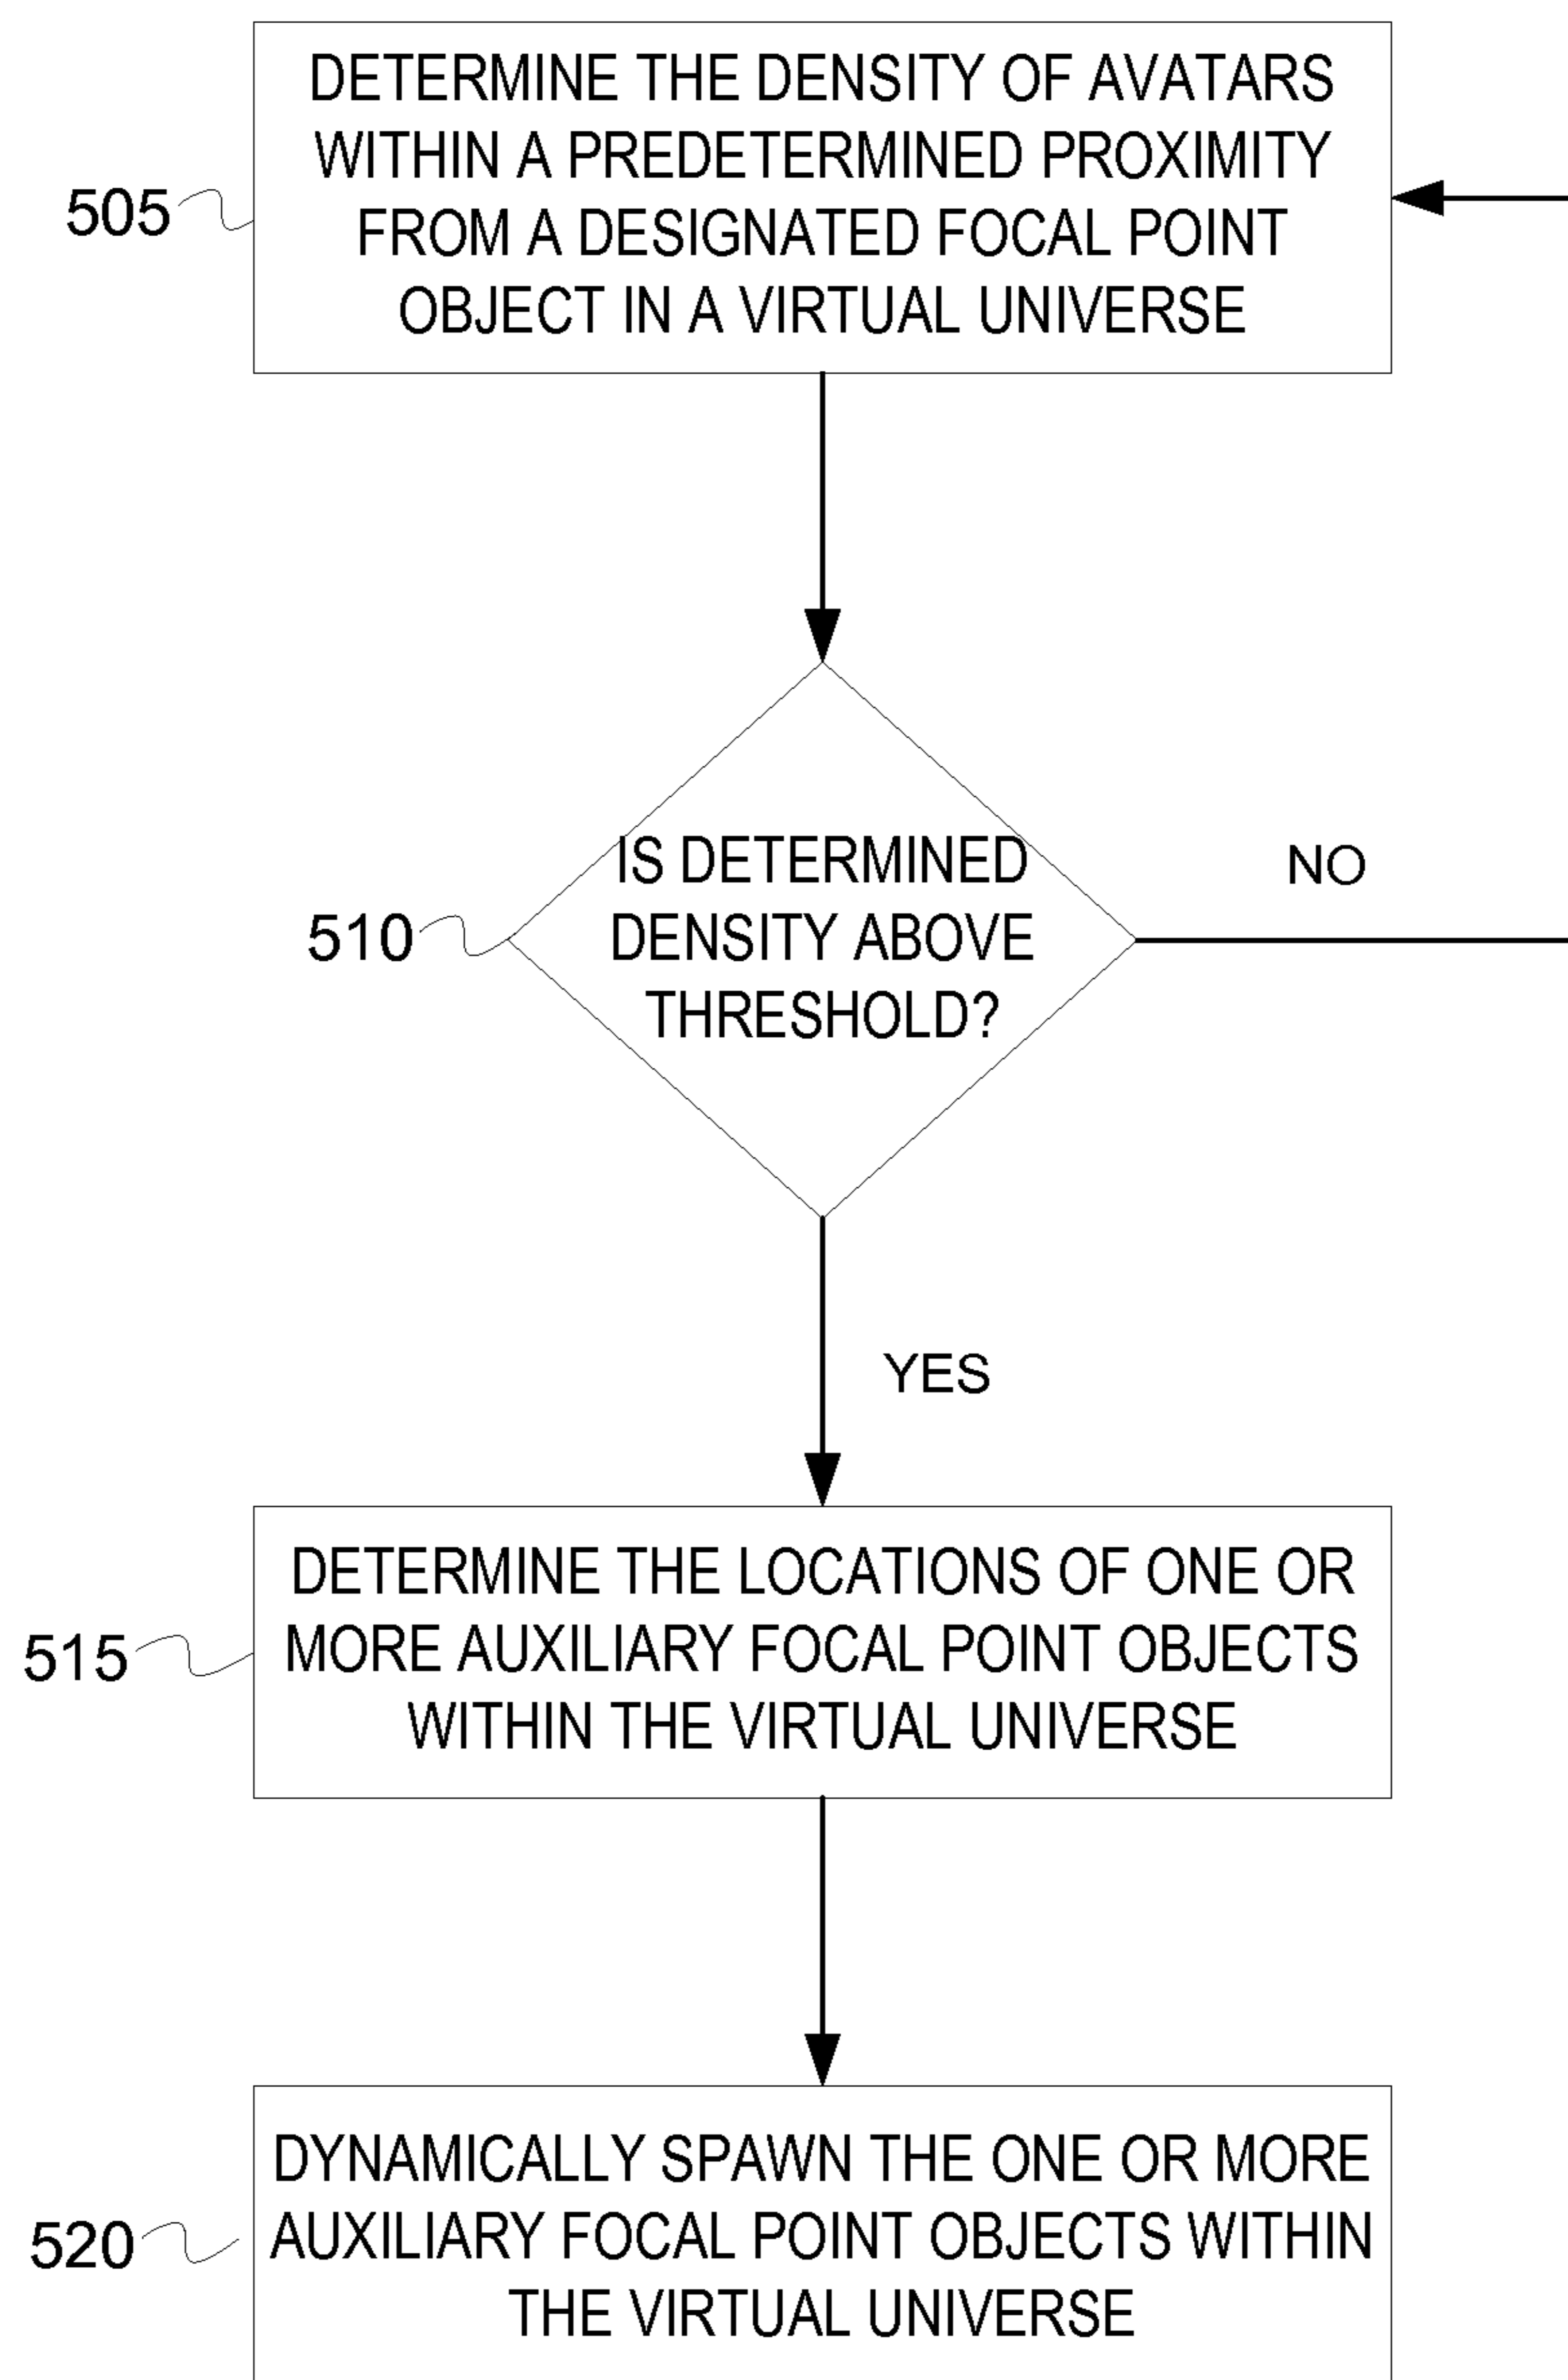 DETERMINE THE DENSITY OF AVATARS
WITHIN A PREDETERMINED PROXIMITY
FROM A DESIGNATED FOCAL POINT
OBJECT IN A VIRTUAL UNIVERSE
505
IS DETERMINED
DENSITY ABOVE
THRESHOLD?
510
NO
YES
DETERMINE THE LOCATIONS OF ONE OR
MORE AUXILIARY FOCAL POINT OBJECTS
WITHIN THE VIRTUAL UNIVERSE
515
DYNAMICALLY SPAWN THE ONE OR MORE
AUXILIARY FOCAL POINT OBJECTS WITHIN
THE VIRTUAL UNIVERSE
520